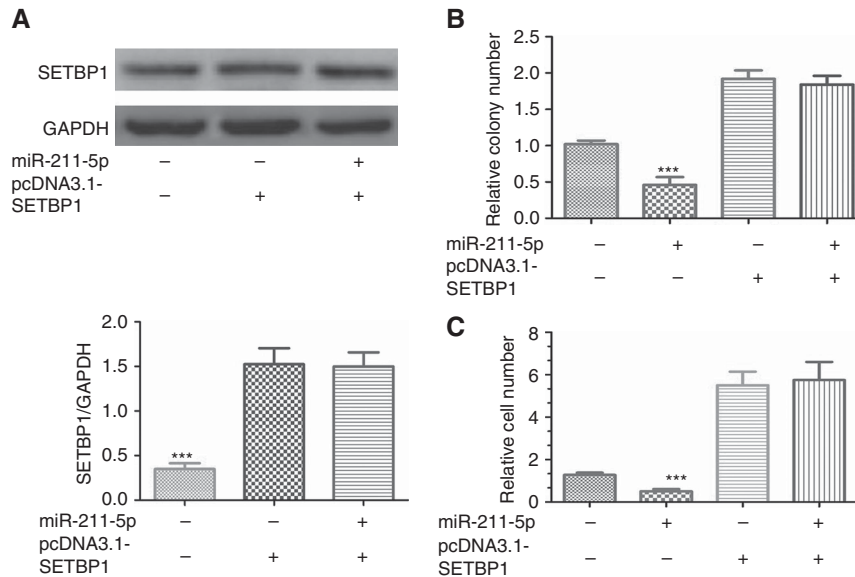 A
SETBP1
GAPDH
miR-211-5p – – +
pcDNA3.1-
SETBP1 – + +
SETBP1/GAPDH
2.0
1.5
1.0
0.5
0.0
***
miR-211-5p – – +
pcDNA3.1-
SETBP1 – + +
B
Relative colony number
2.5
2.0
1.5
1.0
0.5
0.0
***
miR-211-5p – + – +
pcDNA3.1-
SETBP1 – – + +
C
Relative cell number
8
6
4
2
0
***
miR-211-5p – + – +
pcDNA3.1-
SETBP1 – – + +